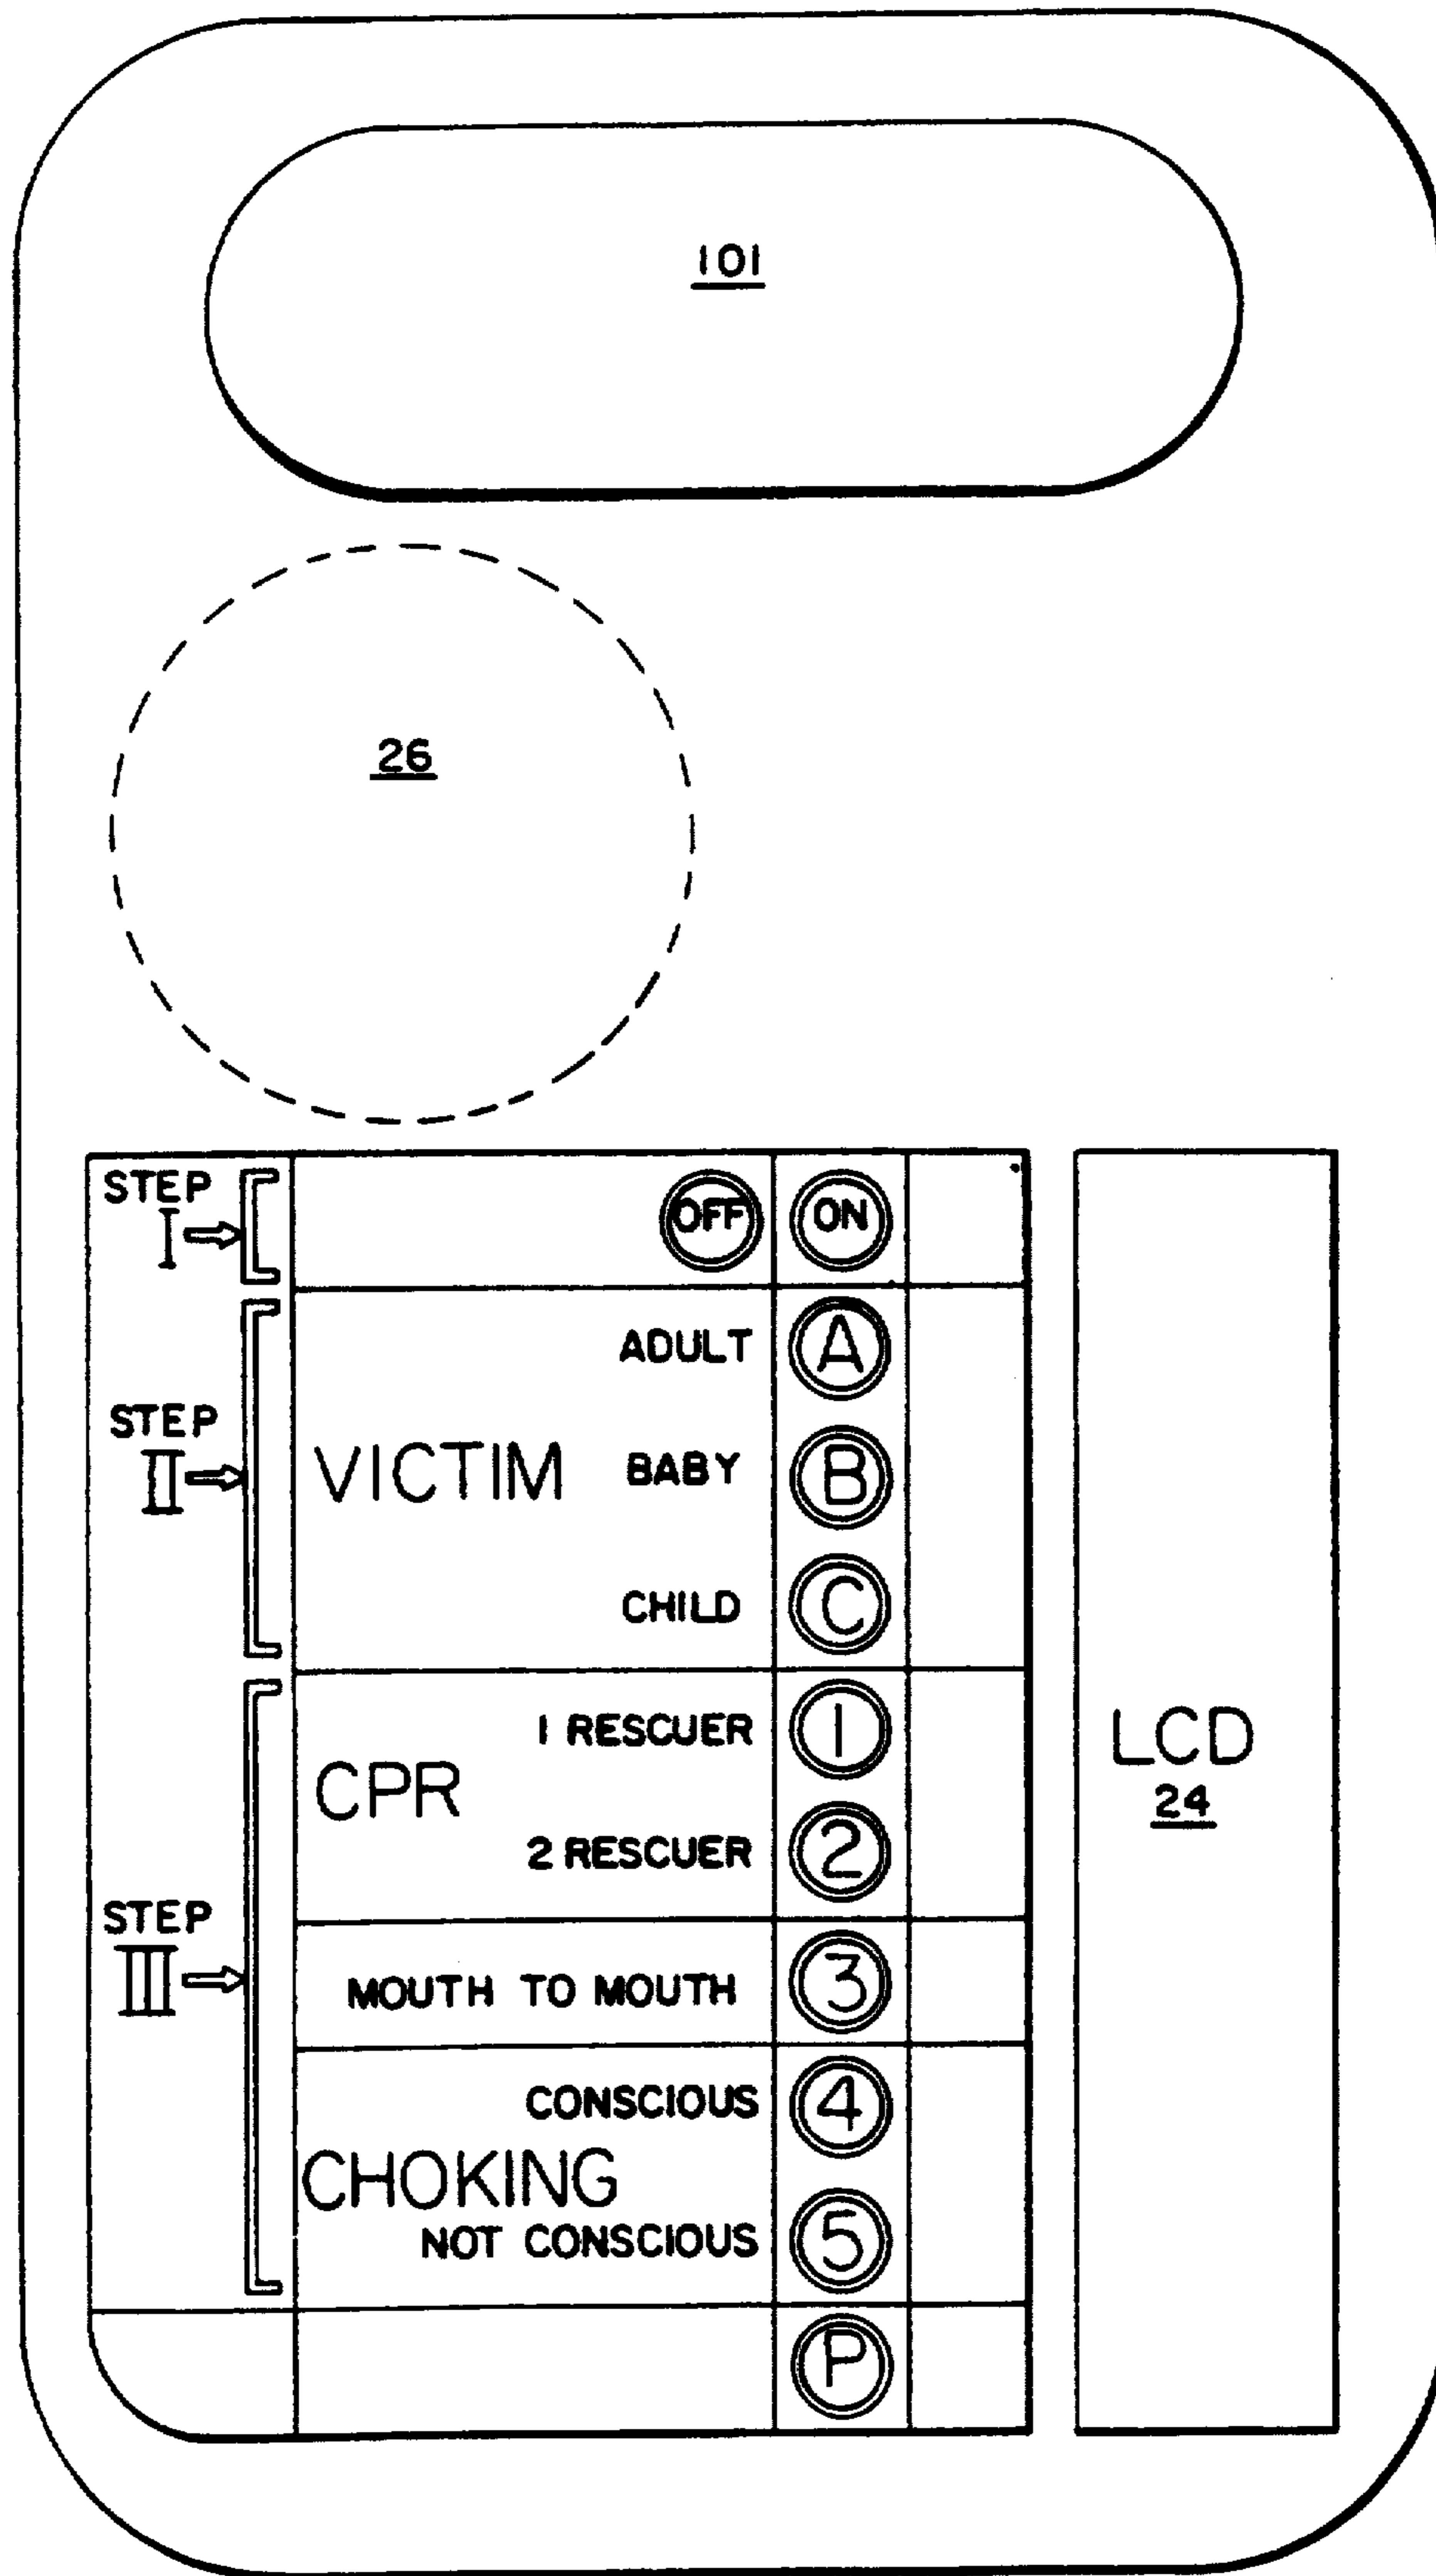 101
26
STEP
I
OFF ON
ADULT A
STEP
II
VICTIM BABY B
CHILD C
1 RESCUER 1
CPR
2 RESCUER 2
LCD
24
STEP
III
MOUTH TO MOUTH 3
CONSCIOUS 4
CHOKING
NOT CONSCIOUS 5
P